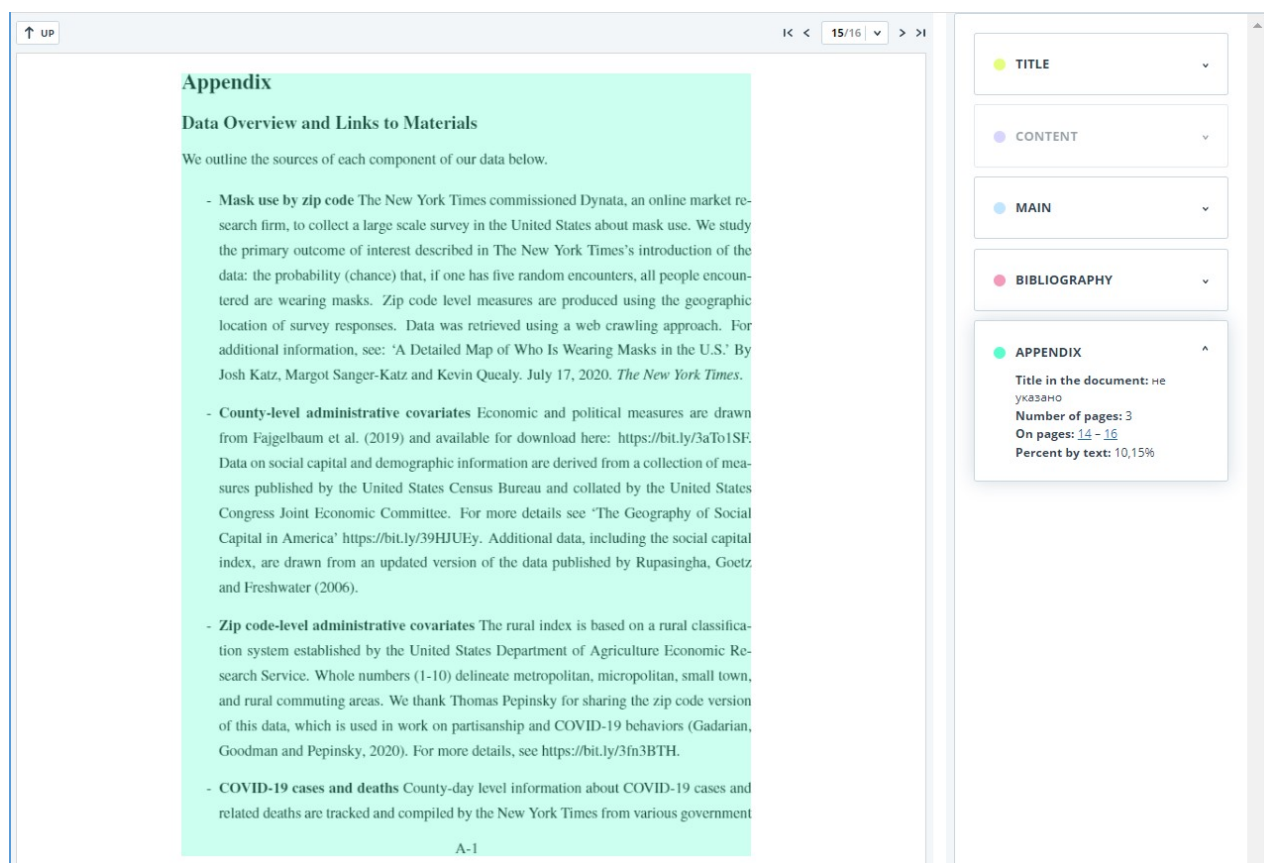 UP
15/16
Appendix
Data Overview and Links to Materials
We outline the sources of each component of our data below.
- Mask use by zip code The New York Times commissioned Dynata, an online market re-
search firm, to collect a large scale survey in the United States about mask use. We study
the primary outcome of interest described in The New York Times's introduction of the
data: the probability (chance) that, if one has five random encounters, all people encoun-
tered are wearing masks. Zip code level measures are produced using the geographic
location of survey responses. Data was retrieved using a web crawling approach. For
additional information, see: ‘A Detailed Map of Who Is Wearing Masks in the U.S.’ By
Josh Katz, Margot Sanger-Katz and Kevin Quealy. July 17, 2020. The New York Times.
- County-level administrative covariates Economic and political measures are drawn
from Fajgelbaum et al. (2019) and available for download here: https://bit.ly/3aTo1SF.
Data on social capital and demographic information are derived from a collection of mea-
sures published by the United States Census Bureau and collated by the United States
Congress Joint Economic Committee. For more details see ‘The Geography of Social
Capital in America’ https://bit.ly/39HJUEy. Additional data, including the social capital
index, are drawn from an updated version of the data published by Rupasingha, Goetz
and Freshwater (2006).
- Zip code-level administrative covariates The rural index is based on a rural classifica-
tion system established by the United States Department of Agriculture Economic Re-
search Service. Whole numbers (1-10) delineate metropolitan, micropolitan, small town,
and rural commuting areas. We thank Thomas Pepinsky for sharing the zip code version
of this data, which is used in work on partisanship and COVID-19 behaviors (Gadarian,
Goodman and Pepinsky, 2020). For more details, see https://bit.ly/3fn3BTH.
- COVID-19 cases and deaths County-day level information about COVID-19 cases and
related deaths are tracked and compiled by the New York Times from various government
A-1
TITLE
CONTENT
MAIN
BIBLIOGRAPHY
APPENDIX
Title in the document: не
указано
Number of pages: 3
On pages: 14 – 16
Percent by text: 10,15%